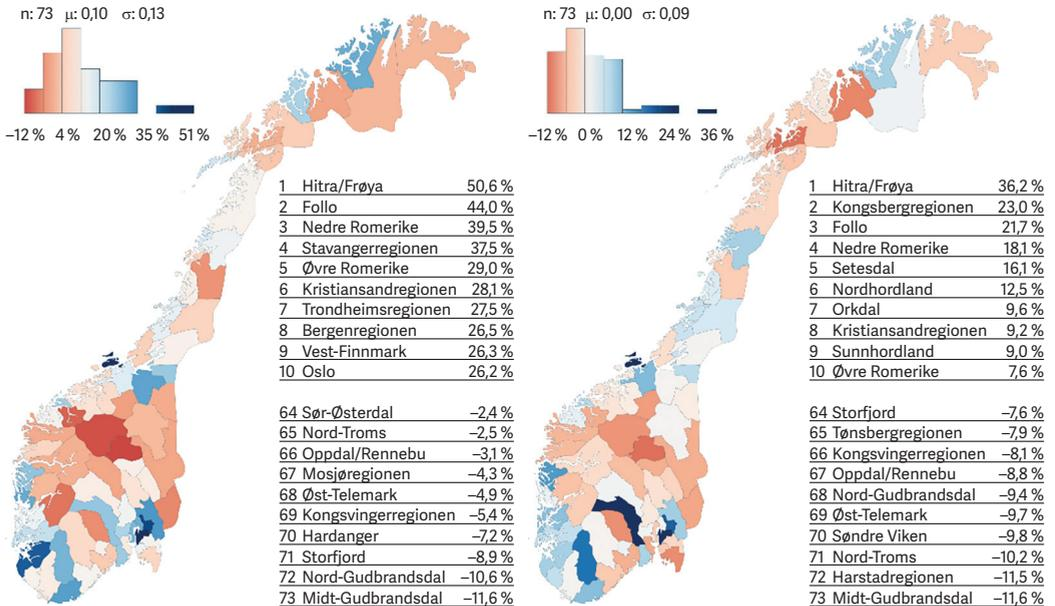 n: 73 μ: 0,10 σ: 0,13
−12 % 4 % 20 % 35 % 51 %
1 Hitra/Frøya 50,6 %
2 Follo 44,0 %
3 Nedre Romerike 39,5 %
4 Stavangerregionen 37,5 %
5 Øvre Romerike 29,0 %
6 Kristiansandregionen 28,1 %
7 Trondheimsregionen 27,5 %
8 Bergenregionen 26,5 %
9 Vest-Finnmark 26,3 %
10 Oslo 26,2 %
64 Sør-Østerdal −2,4 %
65 Nord-Troms −2,5 %
66 Oppdal/Rennebu −3,1 %
67 Mosjøregionen −4,3 %
68 Øst-Telemark −4,9 %
69 Kongsvingerregionen −5,4 %
70 Hardanger −7,2 %
71 Storfjord −8,9 %
72 Nord-Gudbrandsdal −10,6 %
73 Midt-Gudbrandsdal −11,6 %
n: 73 μ: 0,00 σ: 0,09
−12 % 0 % 12 % 24 % 36 %
1 Hitra/Frøya 36,2 %
2 Kongsbergregionen 23,0 %
3 Follo 21,7 %
4 Nedre Romerike 18,1 %
5 Setesdal 16,1 %
6 Nordhordland 12,5 %
7 Orkdal 9,6 %
8 Kristiansandregionen 9,2 %
9 Sunnhordland 9,0 %
10 Øvre Romerike 7,6 %
64 Storfjord −7,6 %
65 Tønsbergregionen −7,9 %
66 Kongsvingerregionen −8,1 %
67 Oppdal/Rennebu −8,8 %
68 Nord-Gudbrandsdal −9,4 %
69 Øst-Telemark −9,7 %
70 Søndre Viken −9,8 %
71 Nord-Troms −10,2 %
72 Harstadregionen −11,5 %
73 Midt-Gudbrandsdal −11,6 %